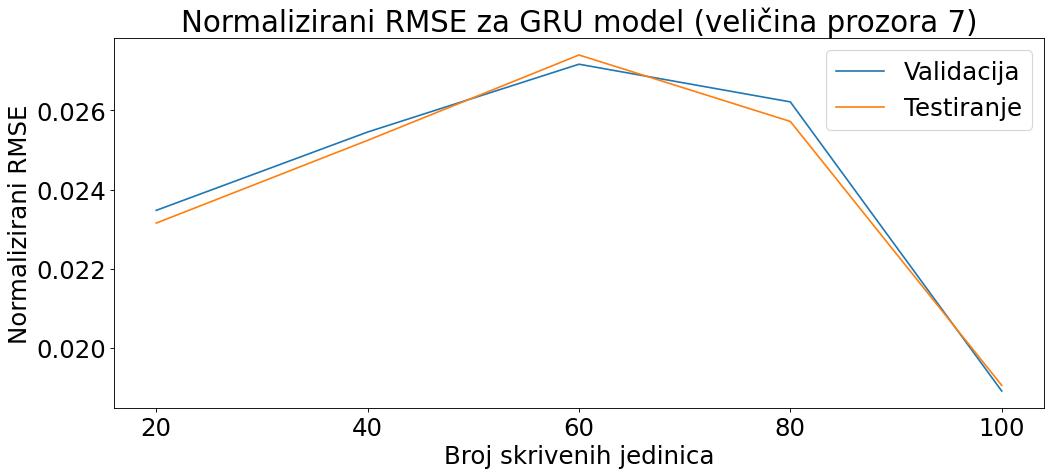 Normalizirani RMSE za GRU model (veličina prozora 7)
Validacija
Testiranje
Normalizirani RMSE
0.026
0.024
0.022
0.020
20 40 60 80 100
Broj skrivenih jedinica